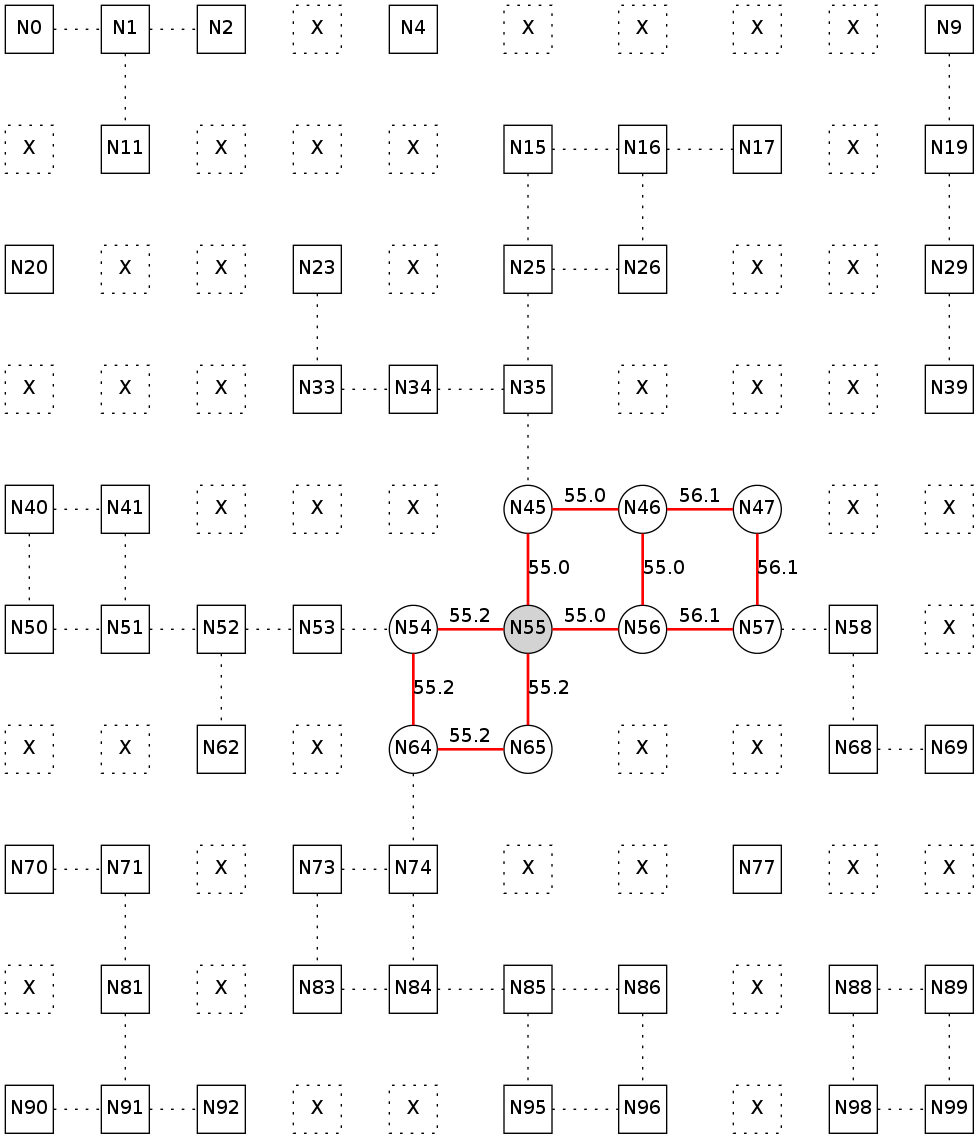 N0 N1 N2 X N4 X X X X N9
X N11 X X X N15 N16 N17 X N19
N20 X X N23 X N25 N26 X X N29
X X X N33 N34 N35 X X X N39
55.0 56.1
N40 N41 X X X N45 N46 N47 X X
55.0 55.0 56.1
55.2 55.0 56.1
N50 N51 N52 N53 N54 N55 N56 N57 N58 X
55.2 55.2
55.2
X X N62 X N64 N65 X X N68 N69
N70 N71 X N73 N74 X X N77 X X
X N81 X N83 N84 N85 N86 X N88 N89
N90 N91 N92 X X N95 N96 X N98 N99